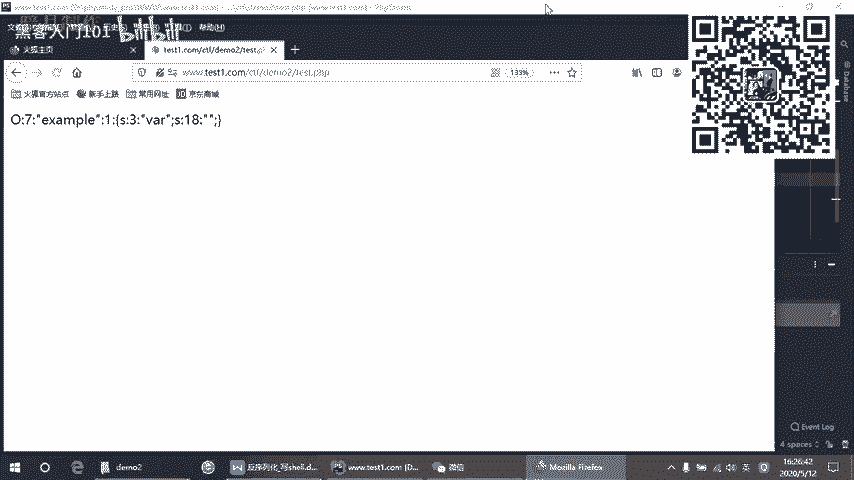 黑客入门101 bilibili
帮助(H)
火狐主页
test1.com/ctf/demo2/test.pl
www.test1.com/ctf/demo2/test.php
133%
火狐官方站点 新手上路 常用网址 京东商城
O:7:"example":1:{s:3:"var";s:18:"";}
Database
Event Log
4 spaces
demo2
反序列化_写shell.d...
www.test1.com [D...
微信
Mozilla Firefox
英
16:26:42
2020/5/12